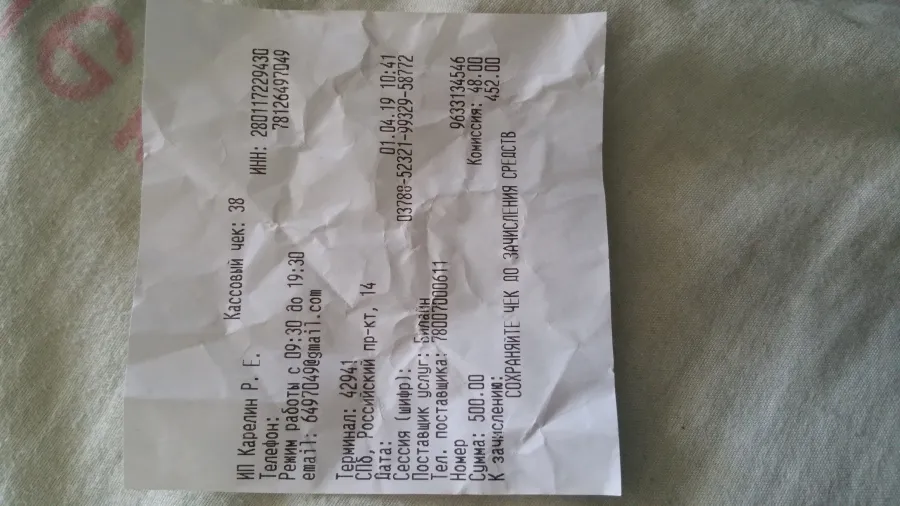 Кассовый чек: 38
ИП Карелин Р. Е. ИНН: 280117229430
Телефон: 78126497049
Режим работы с 09:30 до 19:30
email: 6497049@gmail.com
Терминал: 42941
СПб, Российский пр-кт, 14
Дата: 01.04.19 10:41
Сессия (шифр): 03788-52321-99329-58772
Поставщик услуг: Билайн
Тел. поставщика: 78007000611
Номер 9633134546
Сумма: 500.00 Комиссия: 48.00
К зачислению: 452.00
СОХРАНЯЙТЕ ЧЕК ДО ЗАЧИСЛЕНИЯ СРЕДСТВ